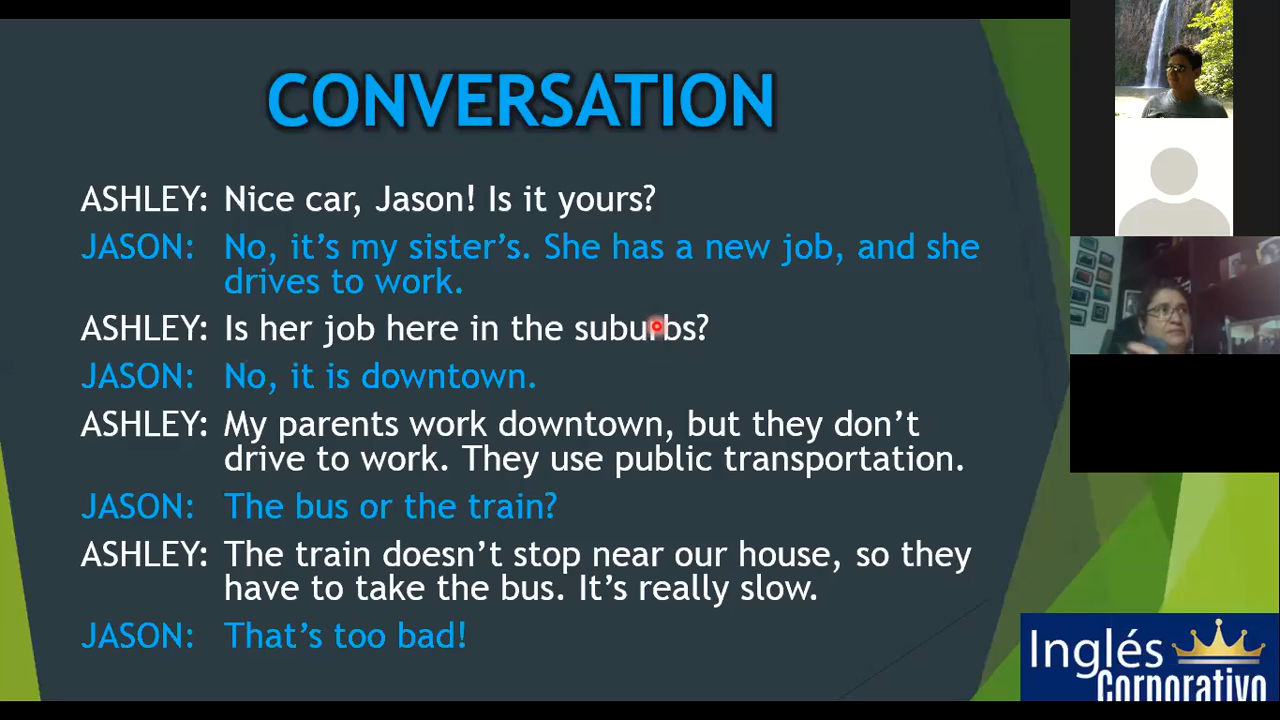 CONVERSATION
ASHLEY: Nice car, Jason! Is it yours?
JASON: No, it's my sister's. She has a new job, and she
drives to work.
ASHLEY: Is her job here in the suburbs?
JASON: No, it is downtown.
ASHLEY: My parents work downtown, but they don't
drive to work. They use public transportation.
JASON: The bus or the train?
ASHLEY: The train doesn't stop near our house, so they
have to take the bus. It's really slow.
JASON: That's too bad!
Inglés
Corporativo